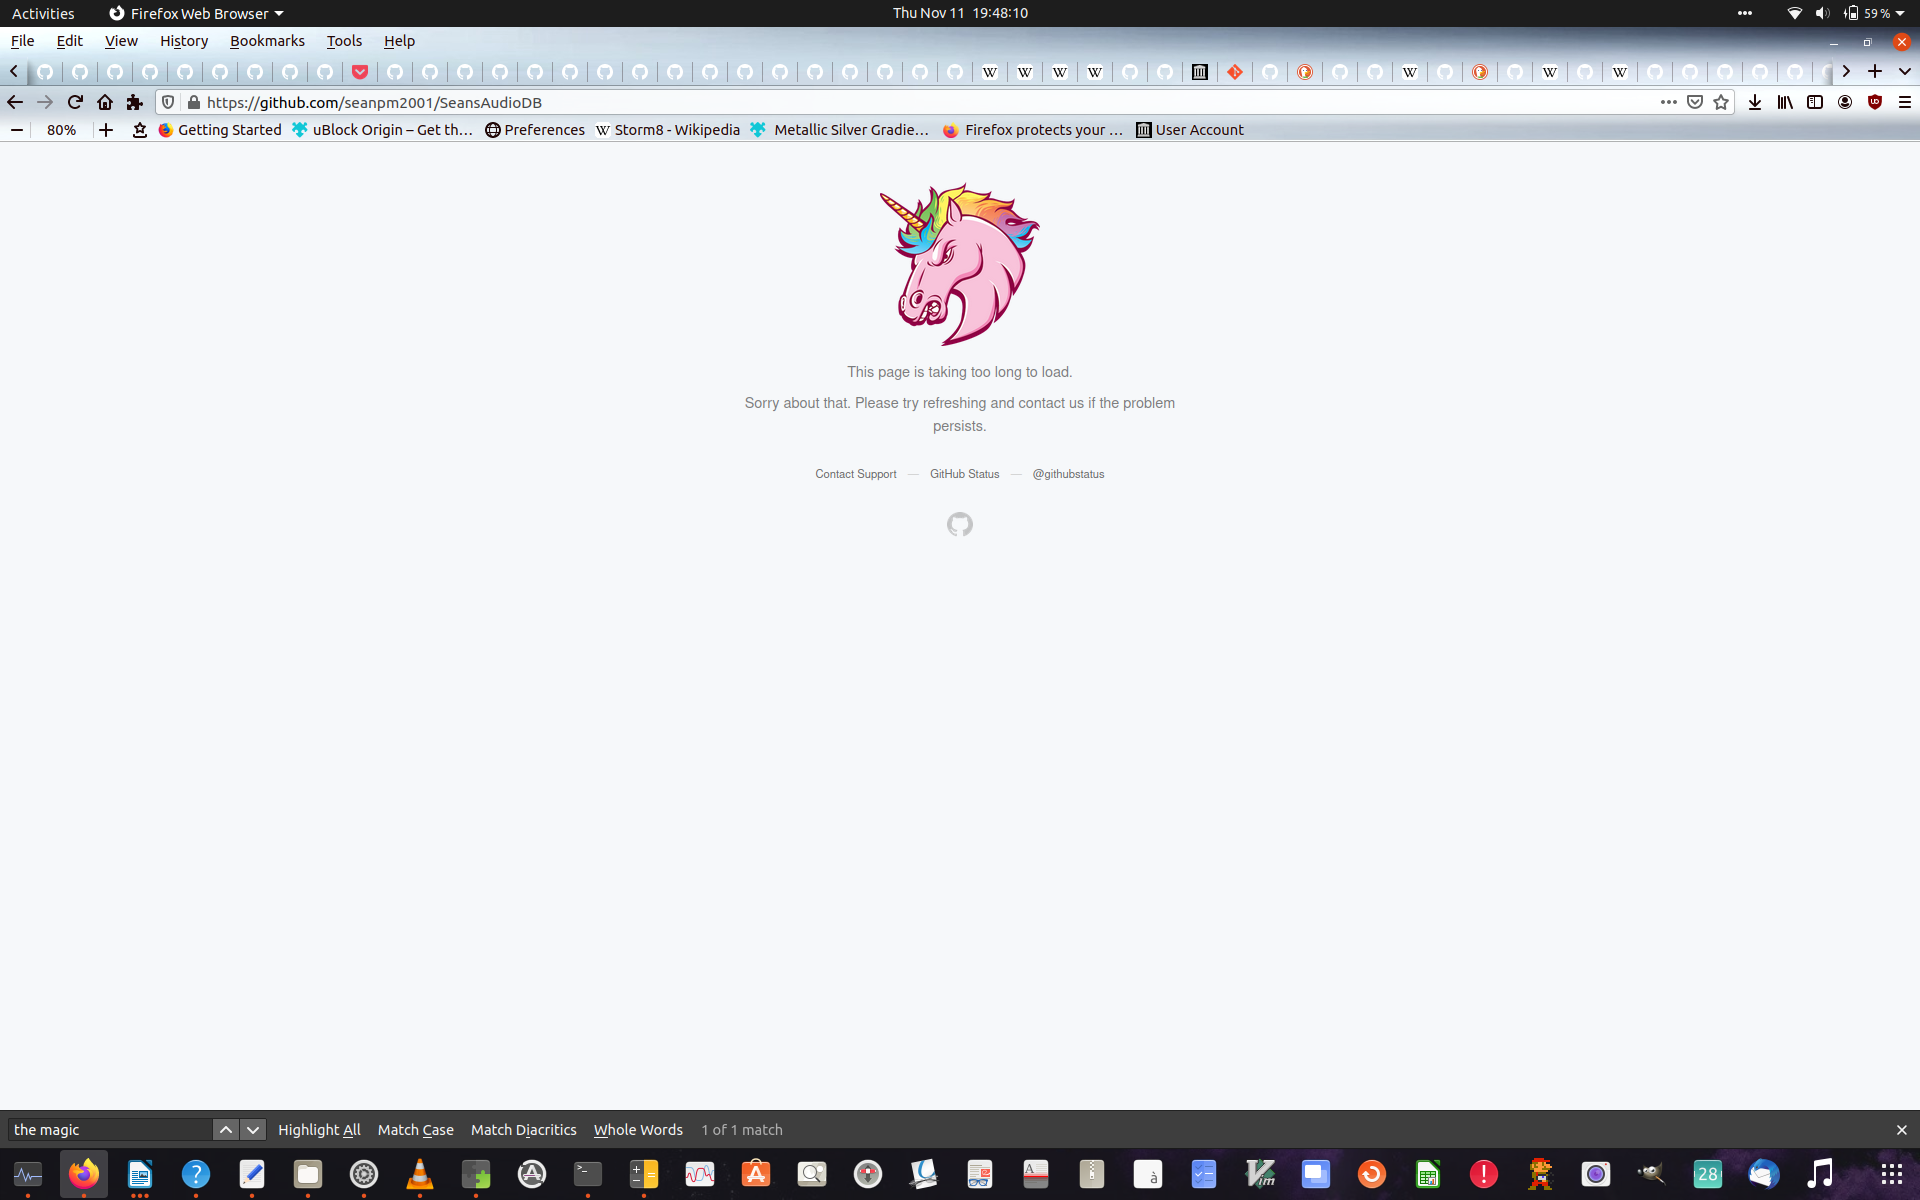 Activities Firefox Web Browser Thu Nov 11 19:48:10 59 %
File Edit View History Bookmarks Tools Help
https://github.com/seanpm2001/SeansAudioDB
80% Getting Started uBlock Origin – Get th… Preferences Storm8 - Wikipedia Metallic Silver Gradie… Firefox protects your … User Account
This page is taking too long to load.
Sorry about that. Please try refreshing and contact us if the problem
persists.
Contact Support — GitHub Status — @githubstatus
the magic Highlight All Match Case Match Diacritics Whole Words 1 of 1 match
28